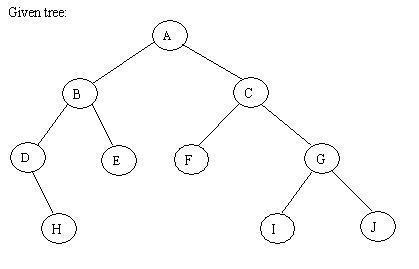 Given tree:
A
B C
D E F G
H I J